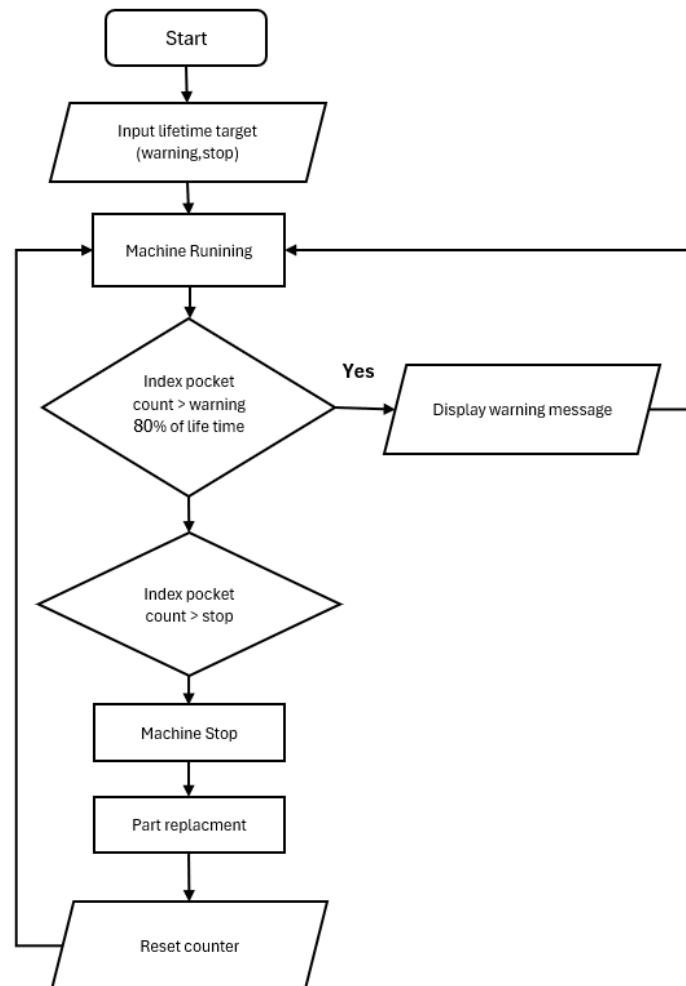 Start
Input lifetime target
(warning,stop)
Machine Runining
Index pocket
count > warning
80% of life time
Yes
Display warning message
Index pocket
count > stop
Machine Stop
Part replacment
Reset counter